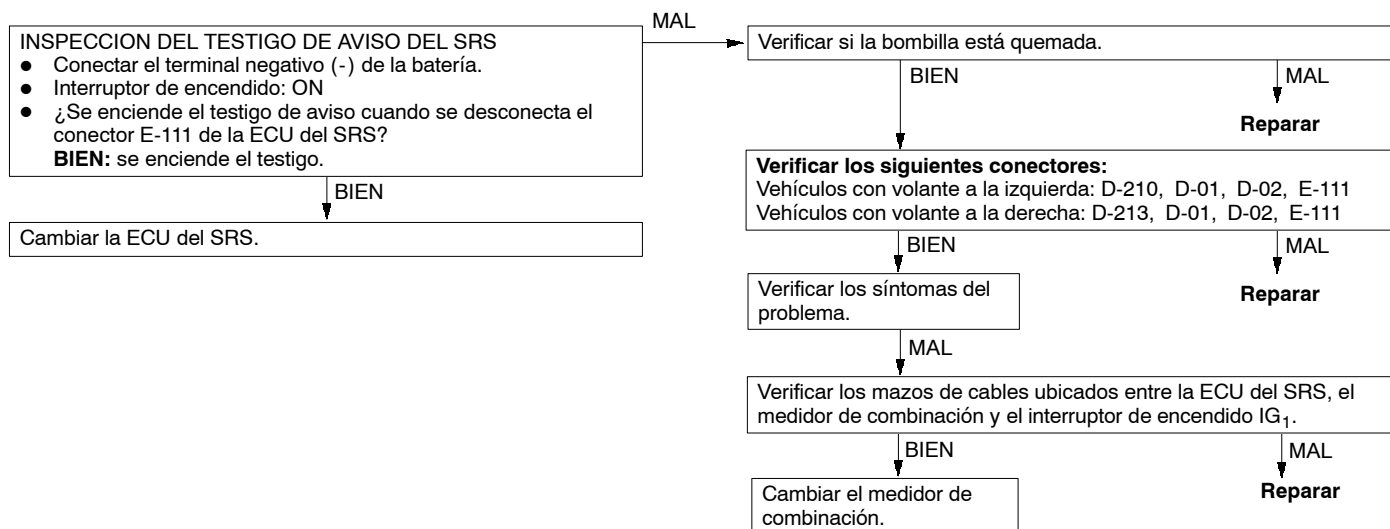 MAL
INSPECCION DEL TESTIGO DE AVISO DEL SRS
● Conectar el terminal negativo (-) de la batería.
● Interruptor de encendido: ON
● ¿Se enciende el testigo de aviso cuando se desconecta el
conector E-111 de la ECU del SRS?
BIEN: se enciende el testigo.
BIEN
Cambiar la ECU del SRS.
Verificar si la bombilla está quemada.
BIEN
MAL
Reparar
Verificar los siguientes conectores:
Vehículos con volante a la izquierda: D-210, D-01, D-02, E-111
Vehículos con volante a la derecha: D-213, D-01, D-02, E-111
BIEN
MAL
Verificar los síntomas del
problema.
Reparar
MAL
Verificar los mazos de cables ubicados entre la ECU del SRS, el
medidor de combinación y el interruptor de encendido IG1.
BIEN
MAL
Cambiar el medidor de
combinación.
Reparar